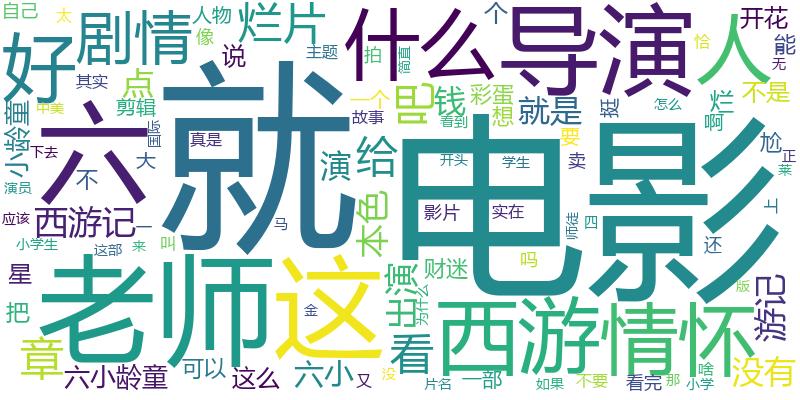 自己 太 人物 烂片 什么 导演 个 人 开花
好 剧情 像 说 主题 拍 简直 恰 能 无
其实 点 吧 钱 彩蛋 不是 烂
小龄童 中美 剪辑 一个 故事 想 就是 挺 怎么 啊
六 就 国际 真是 看到 要 尬
下去 大 演 给 电影 开头 学生 卖 正 莱
演员 不 本色 影片 实在 师徒 四 上
应该 西游记 一 马 还
小学生 这部 来 叫 吗
星 老师 这 出演 财迷 西游 情怀 版 游记
把 金 为什么
章 可以 看 没有
六小龄童 这么 六小 又 没 片名 一部 如果 不要 看完 那 啥 小学